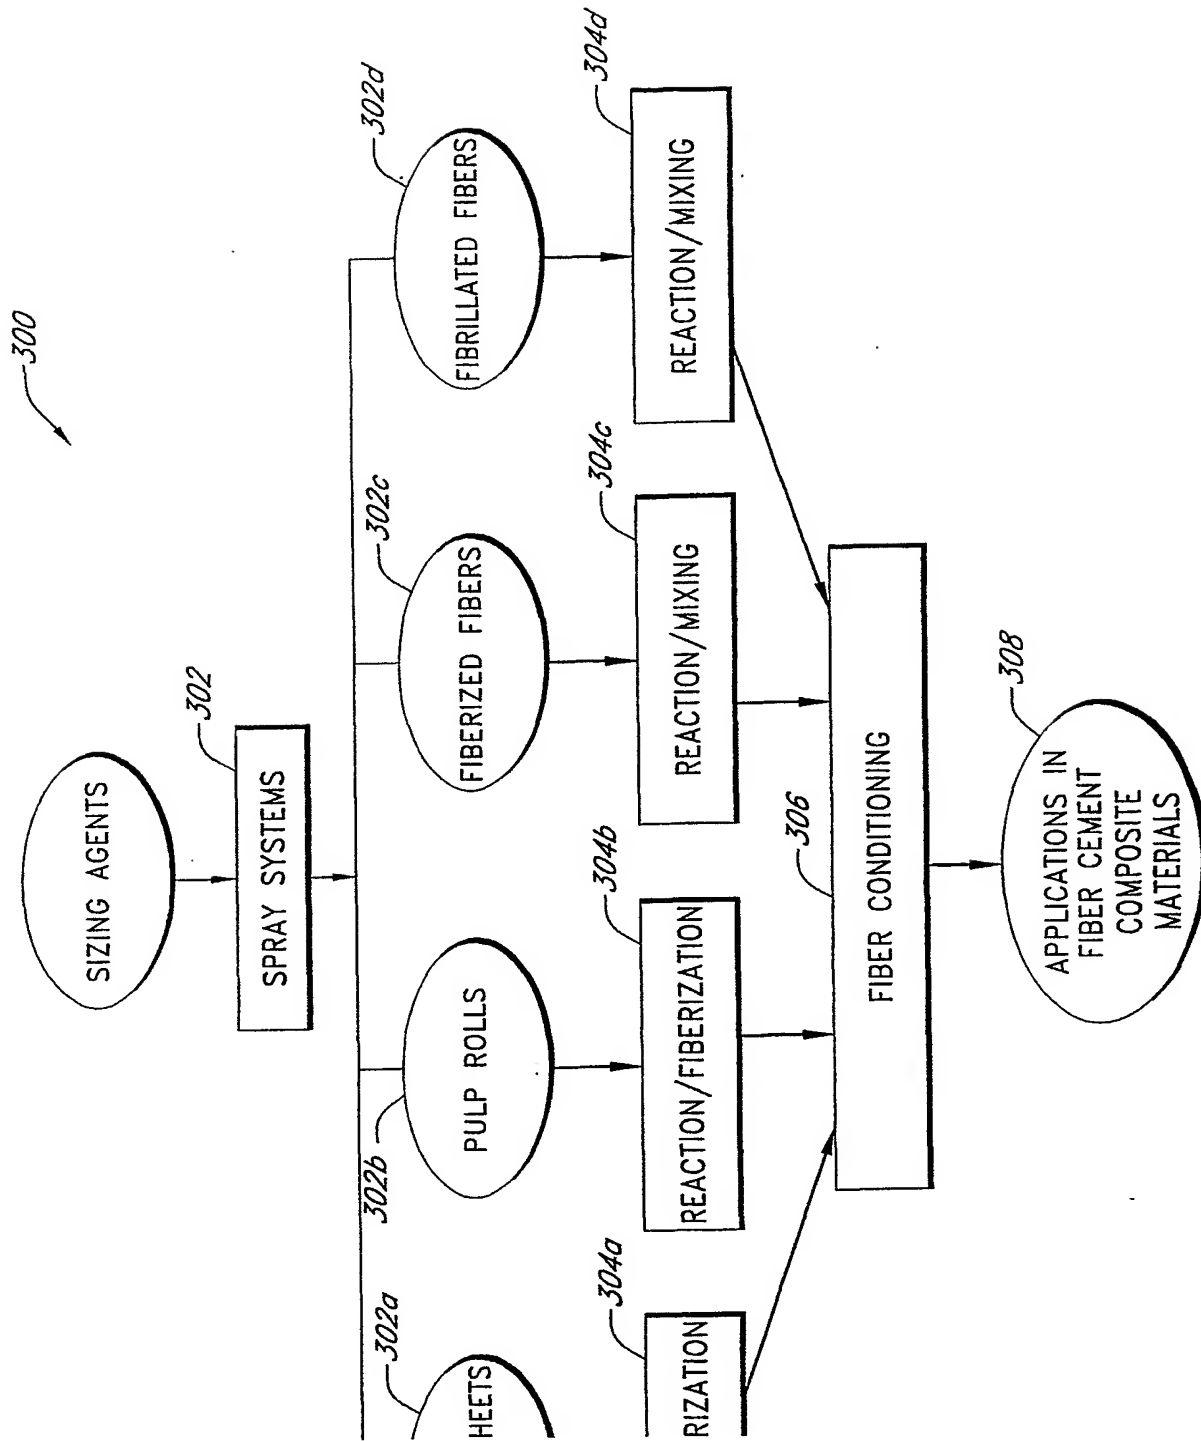 300
SIZING AGENTS
302
SPRAY SYSTEMS
302a
HEETS
302b
PULP ROLLS
302c
FIBERIZED FIBERS
302d
FIBRILLATED FIBERS
304a
RIZATION
304b
REACTION/FIBERIZATION
304c
REACTION/MIXING
304d
REACTION/MIXING
306
FIBER CONDITIONING
308
APPLICATIONS IN
FIBER CEMENT
COMPOSITE
MATERIALS